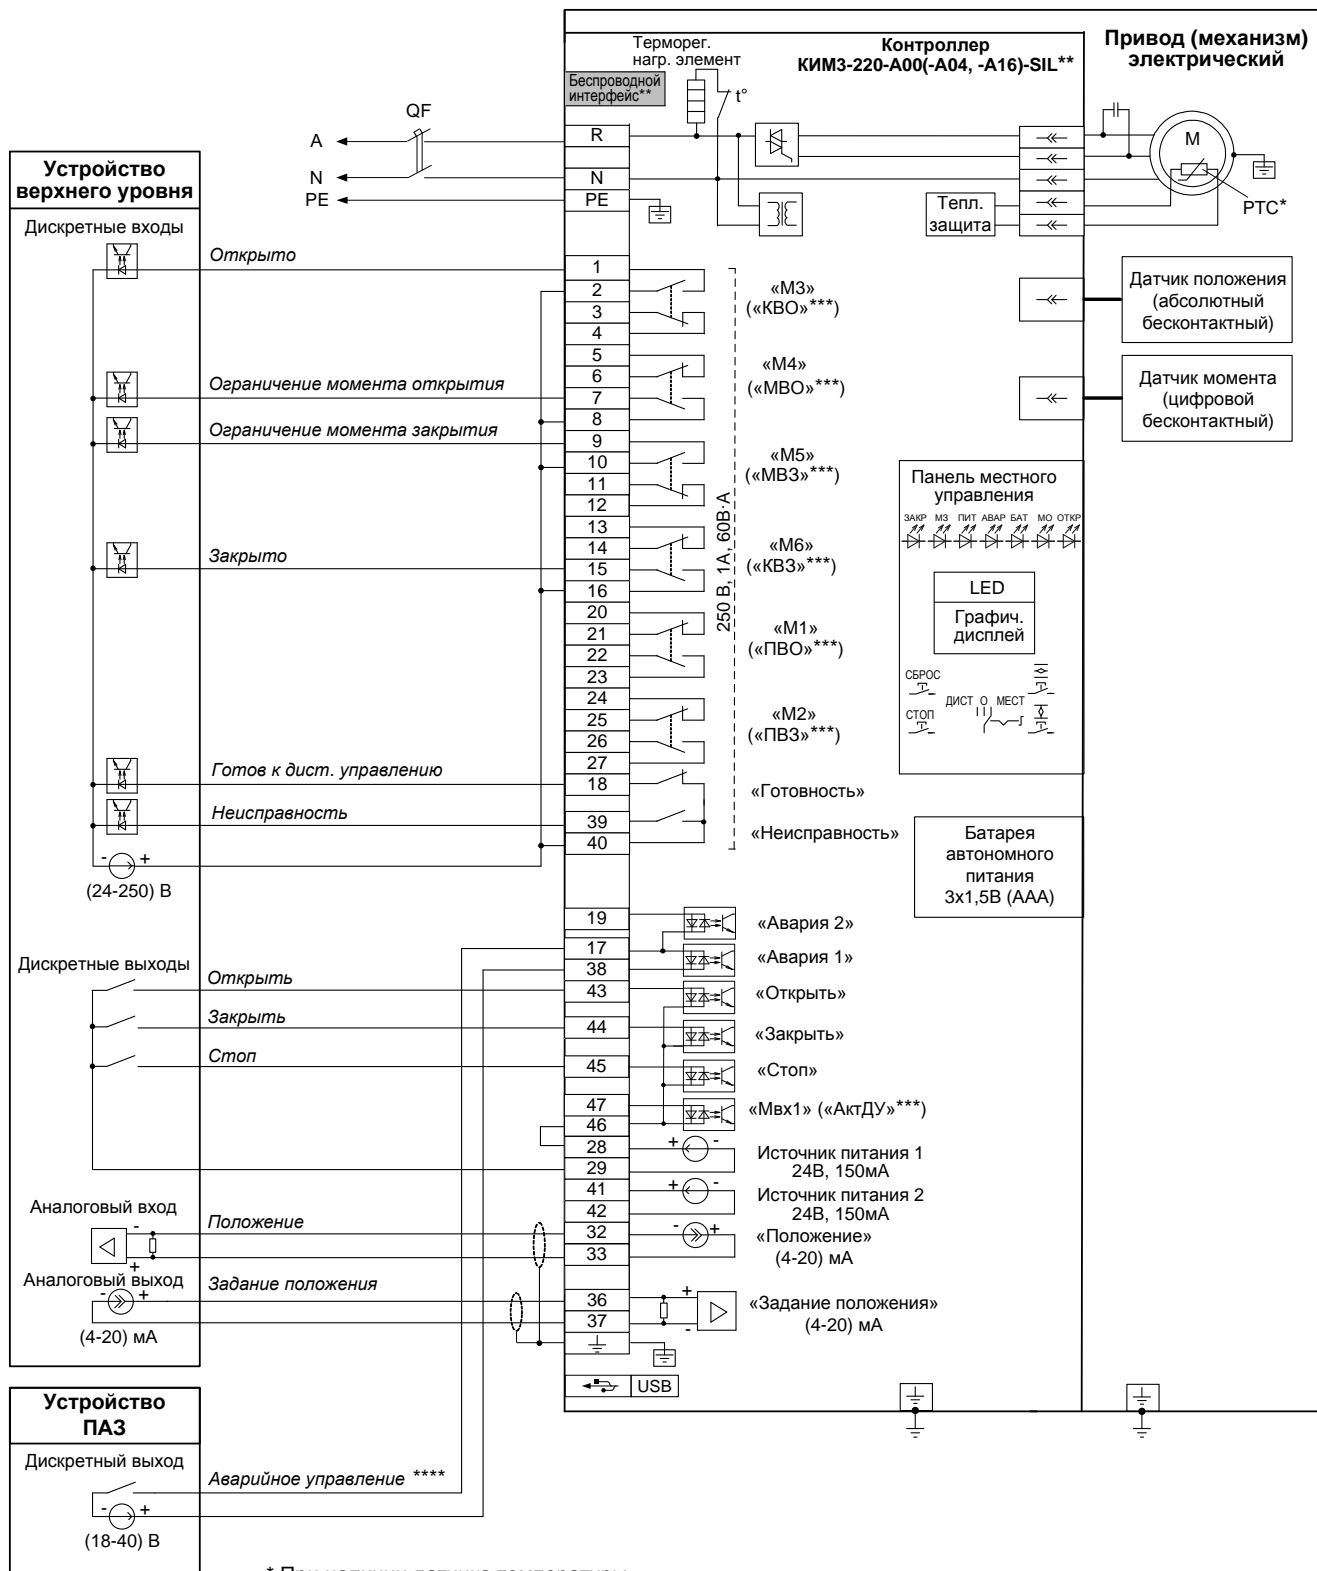 Терморег.
нагр. элемент
Контроллер
КИМ3-220-А00(-А04, -А16)-SIL**
Привод (механизм)
электрический
Беспроводной
интерфейс**
t°
QF
A
R
N
N
PE
PE
M
PTC*
Тепл.
защита
Устройство
верхнего уровня
Дискретные входы
Открыто
1
2
3
4
«М3»
(«КВО»***)
Датчик положения
(абсолютный
бесконтактный)
5
6
7
8
«М4»
(«МВО»***)
Ограничение момента открытия
Датчик момента
(цифровой
бесконтактный)
Ограничение момента закрытия
9
10
11
12
«М5»
(«МВЗ»***)
250 В, 1А, 60В·А
Панель местного
управления
ЗАКР МЗ ПИТ АВАР БАТ МО ОТКР
Закрыто
13
14
15
16
«М6»
(«КВЗ»***)
LED
Графич.
дисплей
20
21
22
23
«М1»
(«ПВО»***)
СБРОС
СТОП
ДИСТ О МЕСТ
24
25
26
27
«М2»
(«ПВЗ»***)
Готов к дист. управлению
18
«Готовность»
Неисправность
39
40
«Неисправность»
- +
(24-250) В
Батарея
автономного
питания
3х1,5В (ААА)
19
«Авария 2»
17
38
«Авария 1»
Дискретные выходы
Открыть
43
«Открыть»
Закрыть
44
«Закрыть»
Стоп
45
«Стоп»
47
46
«Мвх1» («АктДУ»***)
28
29
+ -
Источник питания 1
24В, 150мА
41
42
+ -
Источник питания 2
24В, 150мА
Аналоговый вход
-
+
Положение
32
33
- +
«Положение»
(4-20) мА
Аналоговый выход
- +
(4-20) мА
Задание положения
36
37
+
-
«Задание положения»
(4-20) мА
USB
Устройство
ПАЗ
Дискретный выход
Аварийное управление ****
- +
(18-40) В
* При наличии датчика температуры